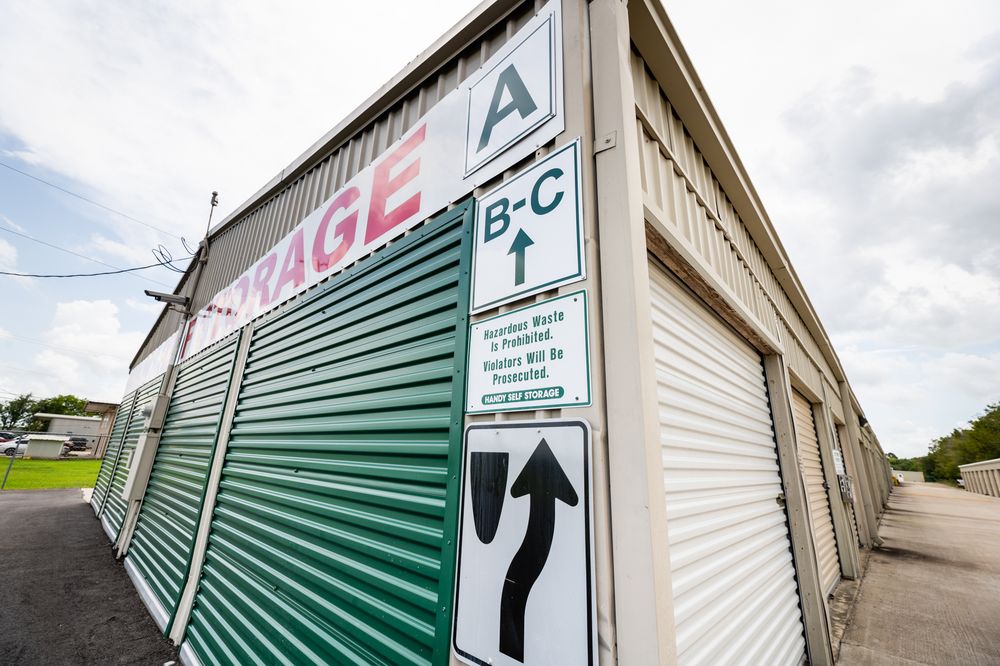 STORAGE
A
B-C
Hazardous Waste
Is Prohibited.
Violators Will Be
Prosecuted.
HANDY SELF STORAGE